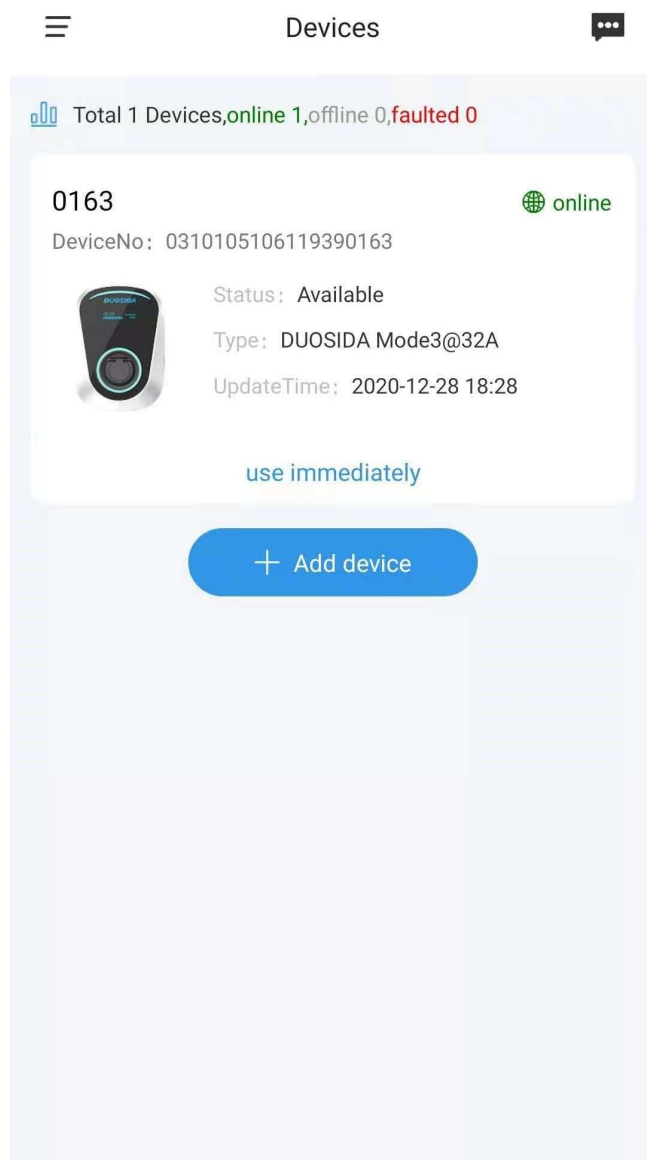 Devices
Total 1 Devices,online 1,offline 0,faulted 0
0163
online
DeviceNo：0310105106119390163
DUOSIDA
Status：Available
Type：DUOSIDA Mode3@32A
UpdateTime：2020-12-28 18:28
use immediately
+ Add device